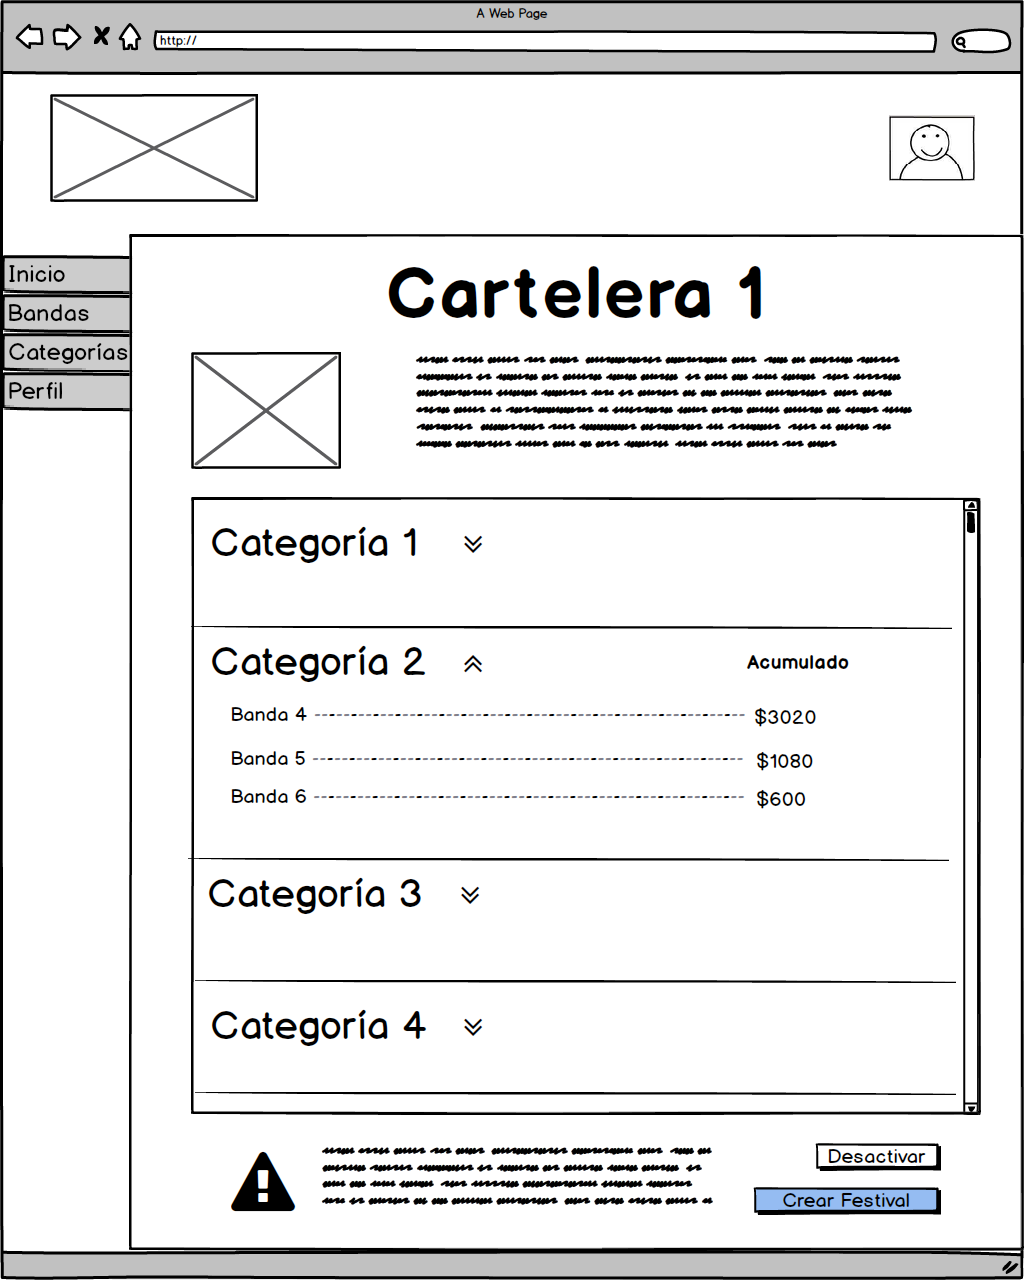 A Web Page
http://
Inicio
Bandas
Categorías
Perfil
Cartelera 1
Categoría 1
Categoría 2
Acumulado
Banda 4
$3020
Banda 5
$1080
Banda 6
$600
Categoría 3
Categoría 4
Desactivar
Crear Festival